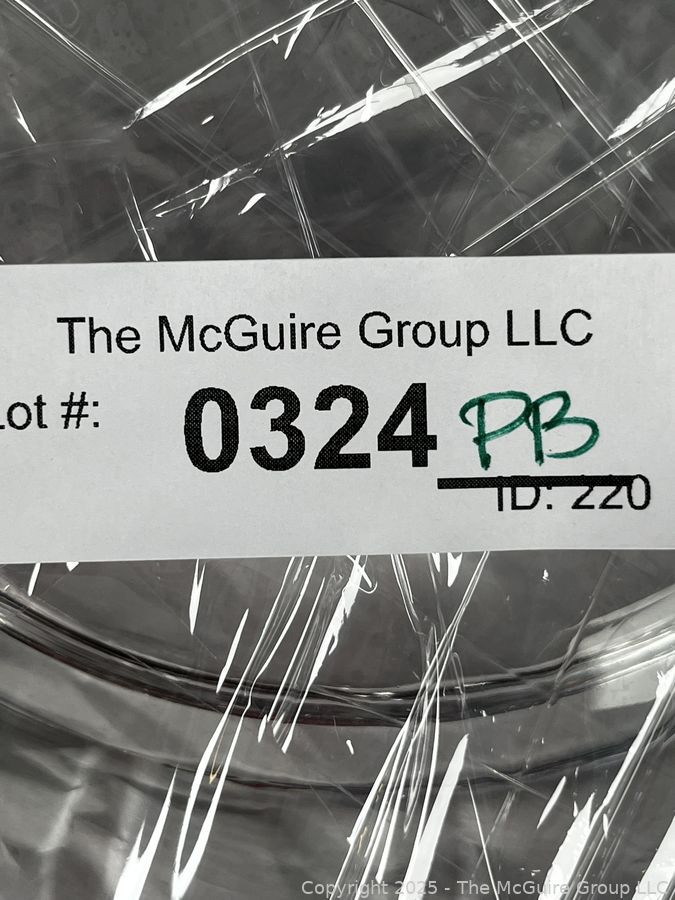 The McGuire Group LLC
Lot #: 0324 PB
ID: 220
Copyright 2025 - The McGuire Group LLC